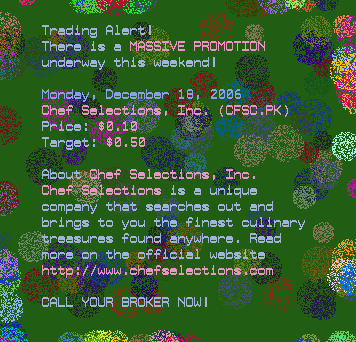 Trading Alert!
There is a MASSIVE PROMOTION
underway this weekend!
Monday, December 18, 2006
Chef Selections, Inc. (CFSC.PK)
Price: $0.10
Target: $0.50
About Chef Selections, Inc.
Chef Selections is a unique
company that searches out and
brings to you the finest culinary
treasures found anywhere. Read
more on the official website
http://www.chefselections.com
CALL YOUR BROKER NOW!